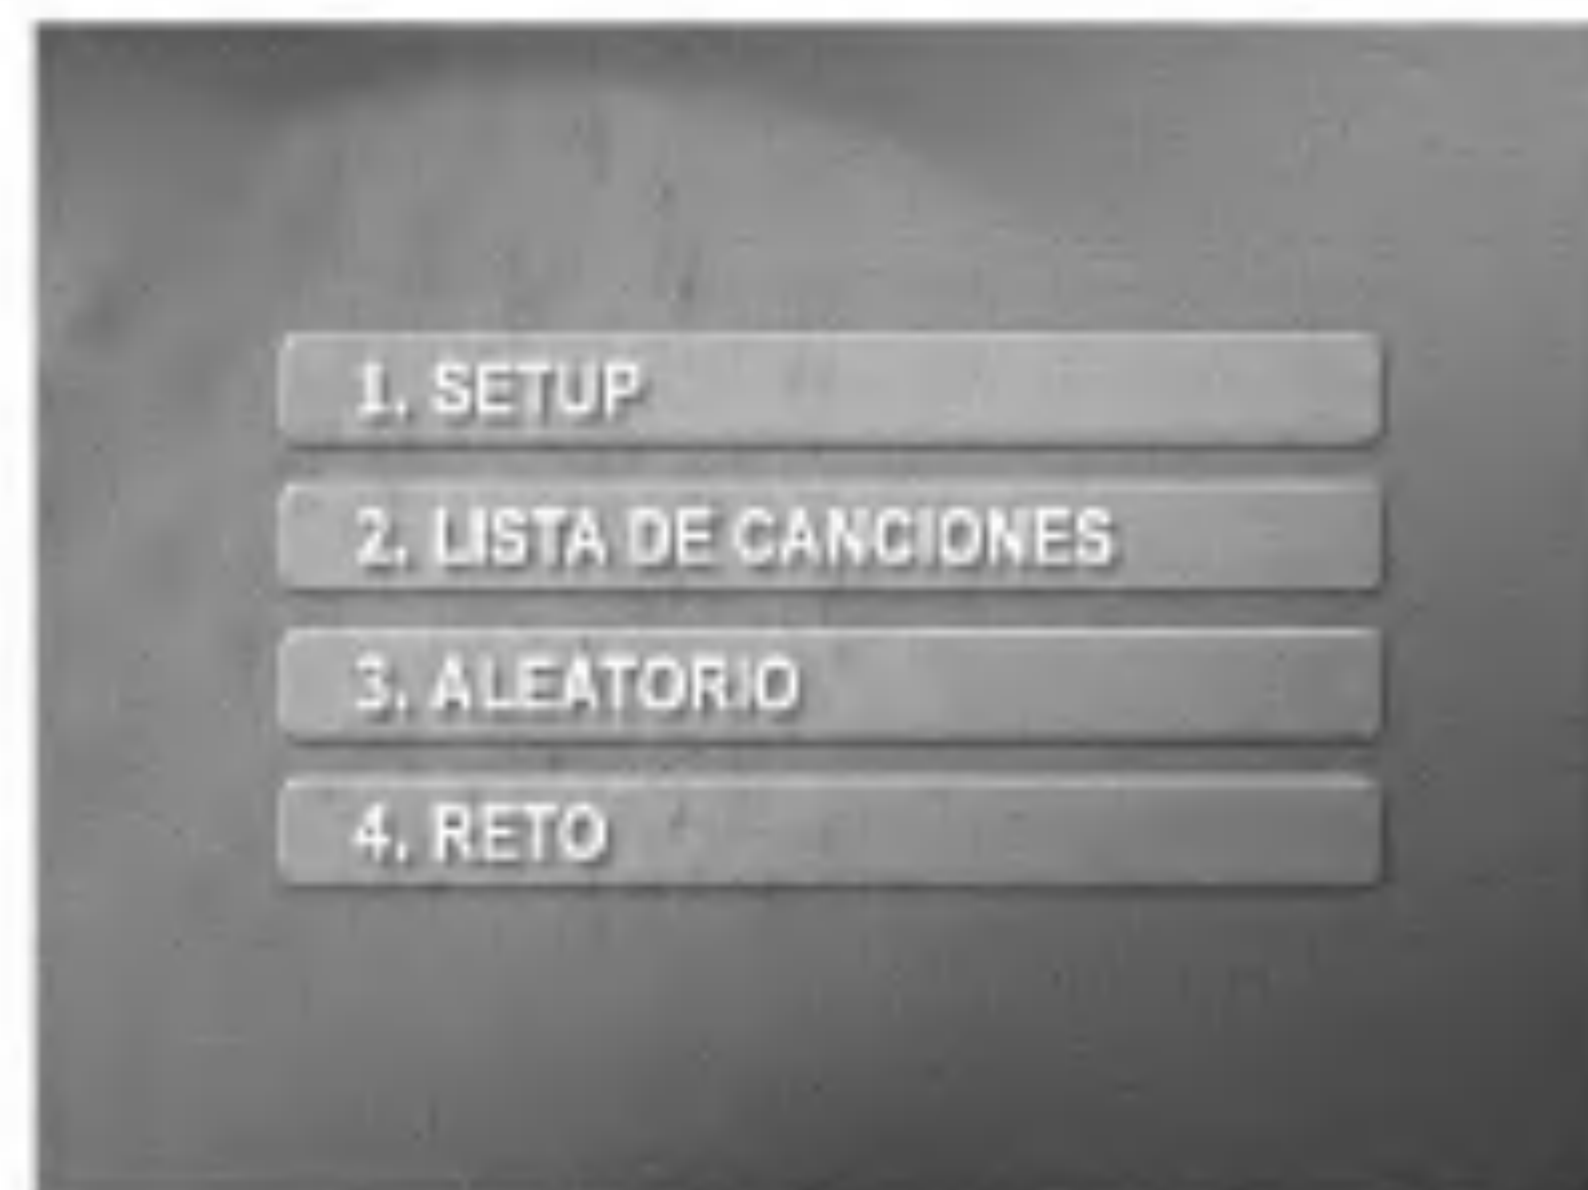 1. SETUP
2. LISTA DE CANCIONES
3. ALEATORIO
4. RETO